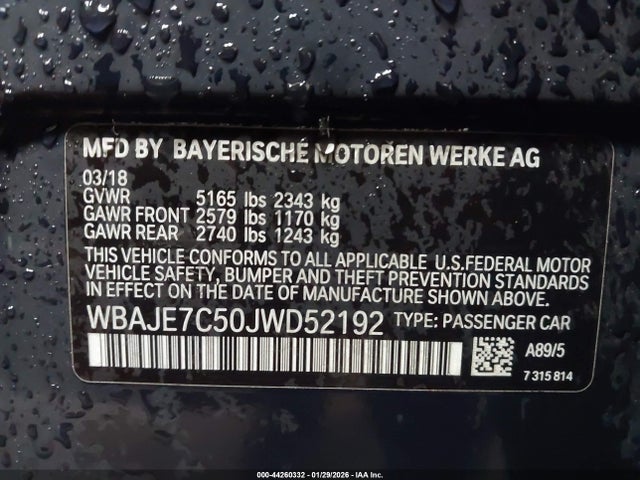 MFD BY BAYERISCHE MOTOREN WERKE AG
03/18
GVWR 5165 lbs 2343 kg
GAWR FRONT 2579 lbs 1170 kg
GAWR REAR 2740 lbs 1243 kg
THIS VEHICLE CONFORMS TO ALL APPLICABLE U.S.FEDERAL MOTOR
VEHICLE SAFETY, BUMPER AND THEFT PREVENTION STANDARDS
IN EFFECT ON THE DATE OF MANUFACTURE SHOWN ABOVE.
WBAJE7C50JWD52192 TYPE: PASSENGER CAR
A89/5
7 315 814
000-44260332 - 01/29/2026 - IAA Inc.